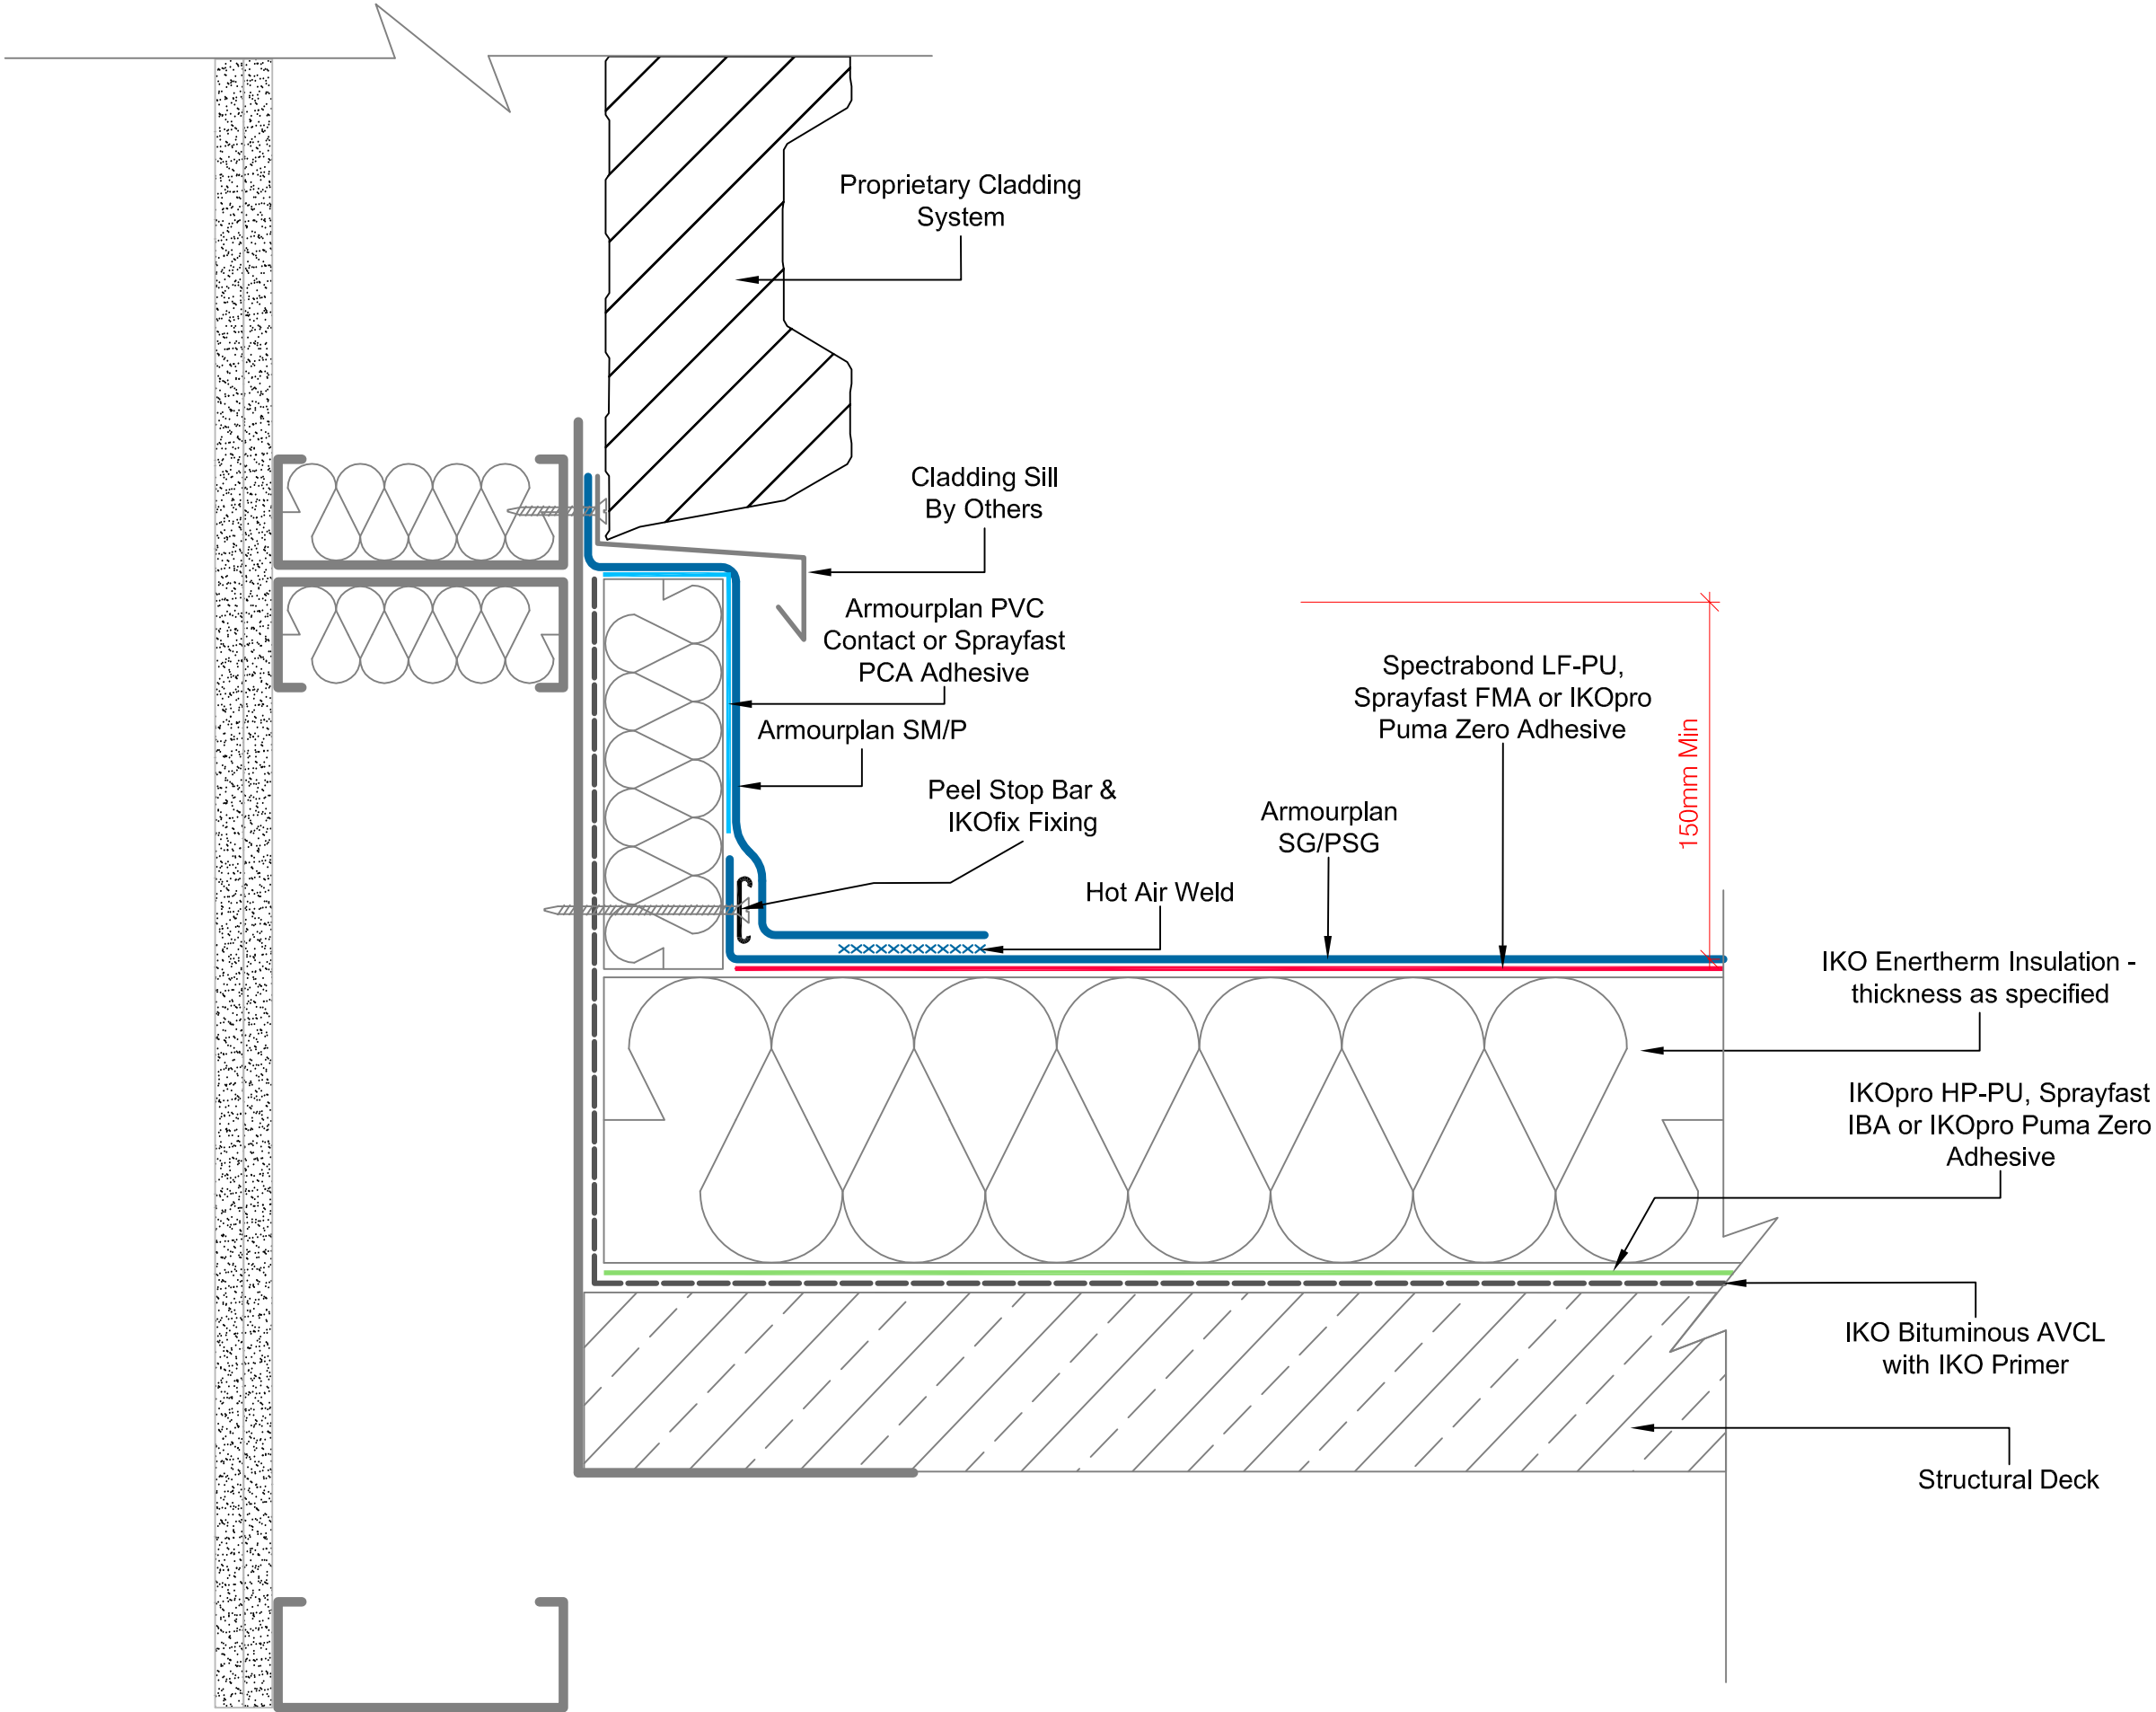 Proprietary Cladding
System
Cladding Sill
By Others
Armourplan PVC
Contact or Sprayfast
PCA Adhesive
Armourplan SM/P
Peel Stop Bar &
IKOfix Fixing
Hot Air Weld
Armourplan
SG/PSG
Spectrabond LF-PU,
Sprayfast FMA or IKOpro
Puma Zero Adhesive
150mm Min
IKO Enertherm Insulation -
thickness as specified
IKOpro HP-PU, Sprayfast
IBA or IKOpro Puma Zero
Adhesive
IKO Bituminous AVCL
with IKO Primer
Structural Deck